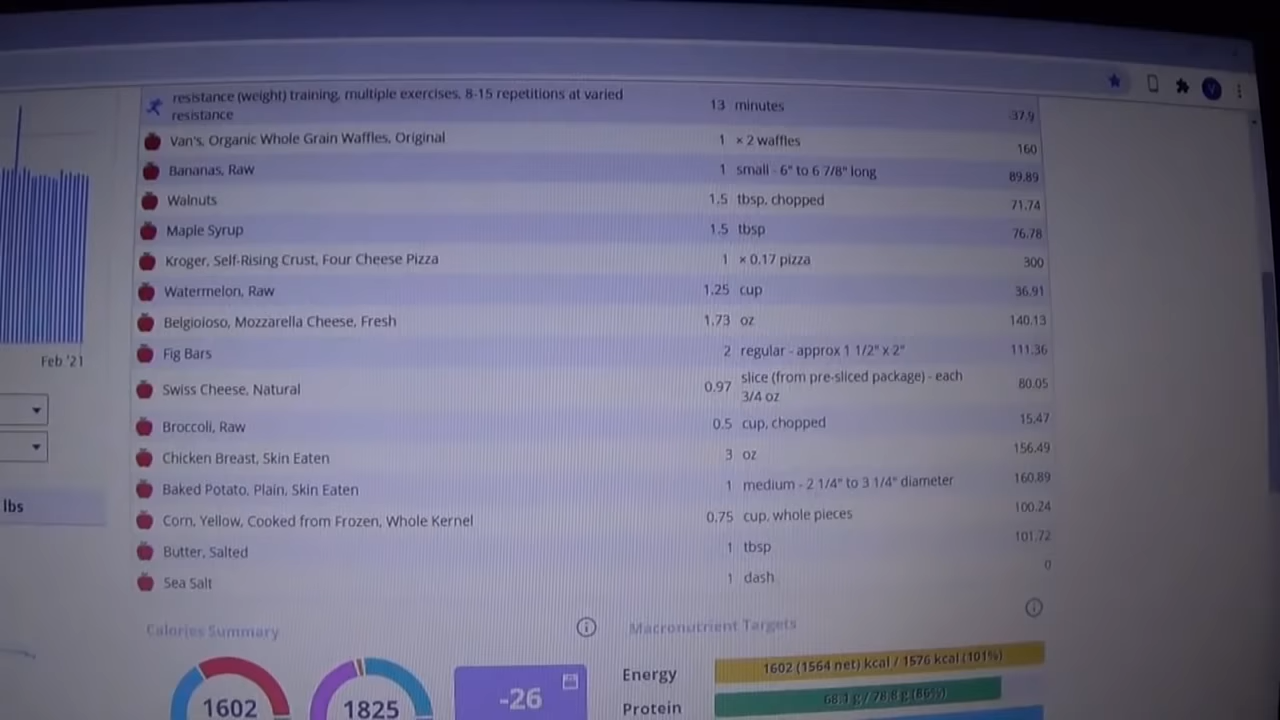 resistance (weight) training, multiple exercises, 8-15 repetitions at varied
resistance 13 minutes 37.9
Van's, Organic Whole Grain Waffles, Original 1 × 2 waffles 160
Bananas, Raw 1 small - 6" to 6 7/8" long 89.89
Walnuts 1.5 tbsp, chopped 71.74
Maple Syrup 1.5 tbsp 76.78
Kroger, Self-Rising Crust, Four Cheese Pizza 1 × 0.17 pizza 300
Watermelon, Raw 1.25 cup 36.91
Belgioioso, Mozzarella Cheese, Fresh 1.73 oz 140.13
Feb '21
Fig Bars 2 regular - approx 1 1/2" x 2" 111.36
Swiss Cheese, Natural 0.97 slice (from pre-sliced package) - each
3/4 oz 80.05
Broccoli, Raw 0.5 cup, chopped 15.47
Chicken Breast, Skin Eaten 3 oz 156.49
Baked Potato, Plain, Skin Eaten 1 medium - 2 1/4" to 3 1/4" diameter 160.89
lbs
Corn, Yellow, Cooked from Frozen, Whole Kernel 0.75 cup, whole pieces 100.24
Butter, Salted 1 tbsp 101.72
Sea Salt 1 dash 0
Calories Summary
Macronutrient Targets
1602
1825
-26
Energy 1602 (1564 net) kcal / 1576 kcal (101%)
Protein 68.1 g / 78.8 g (86%)
V